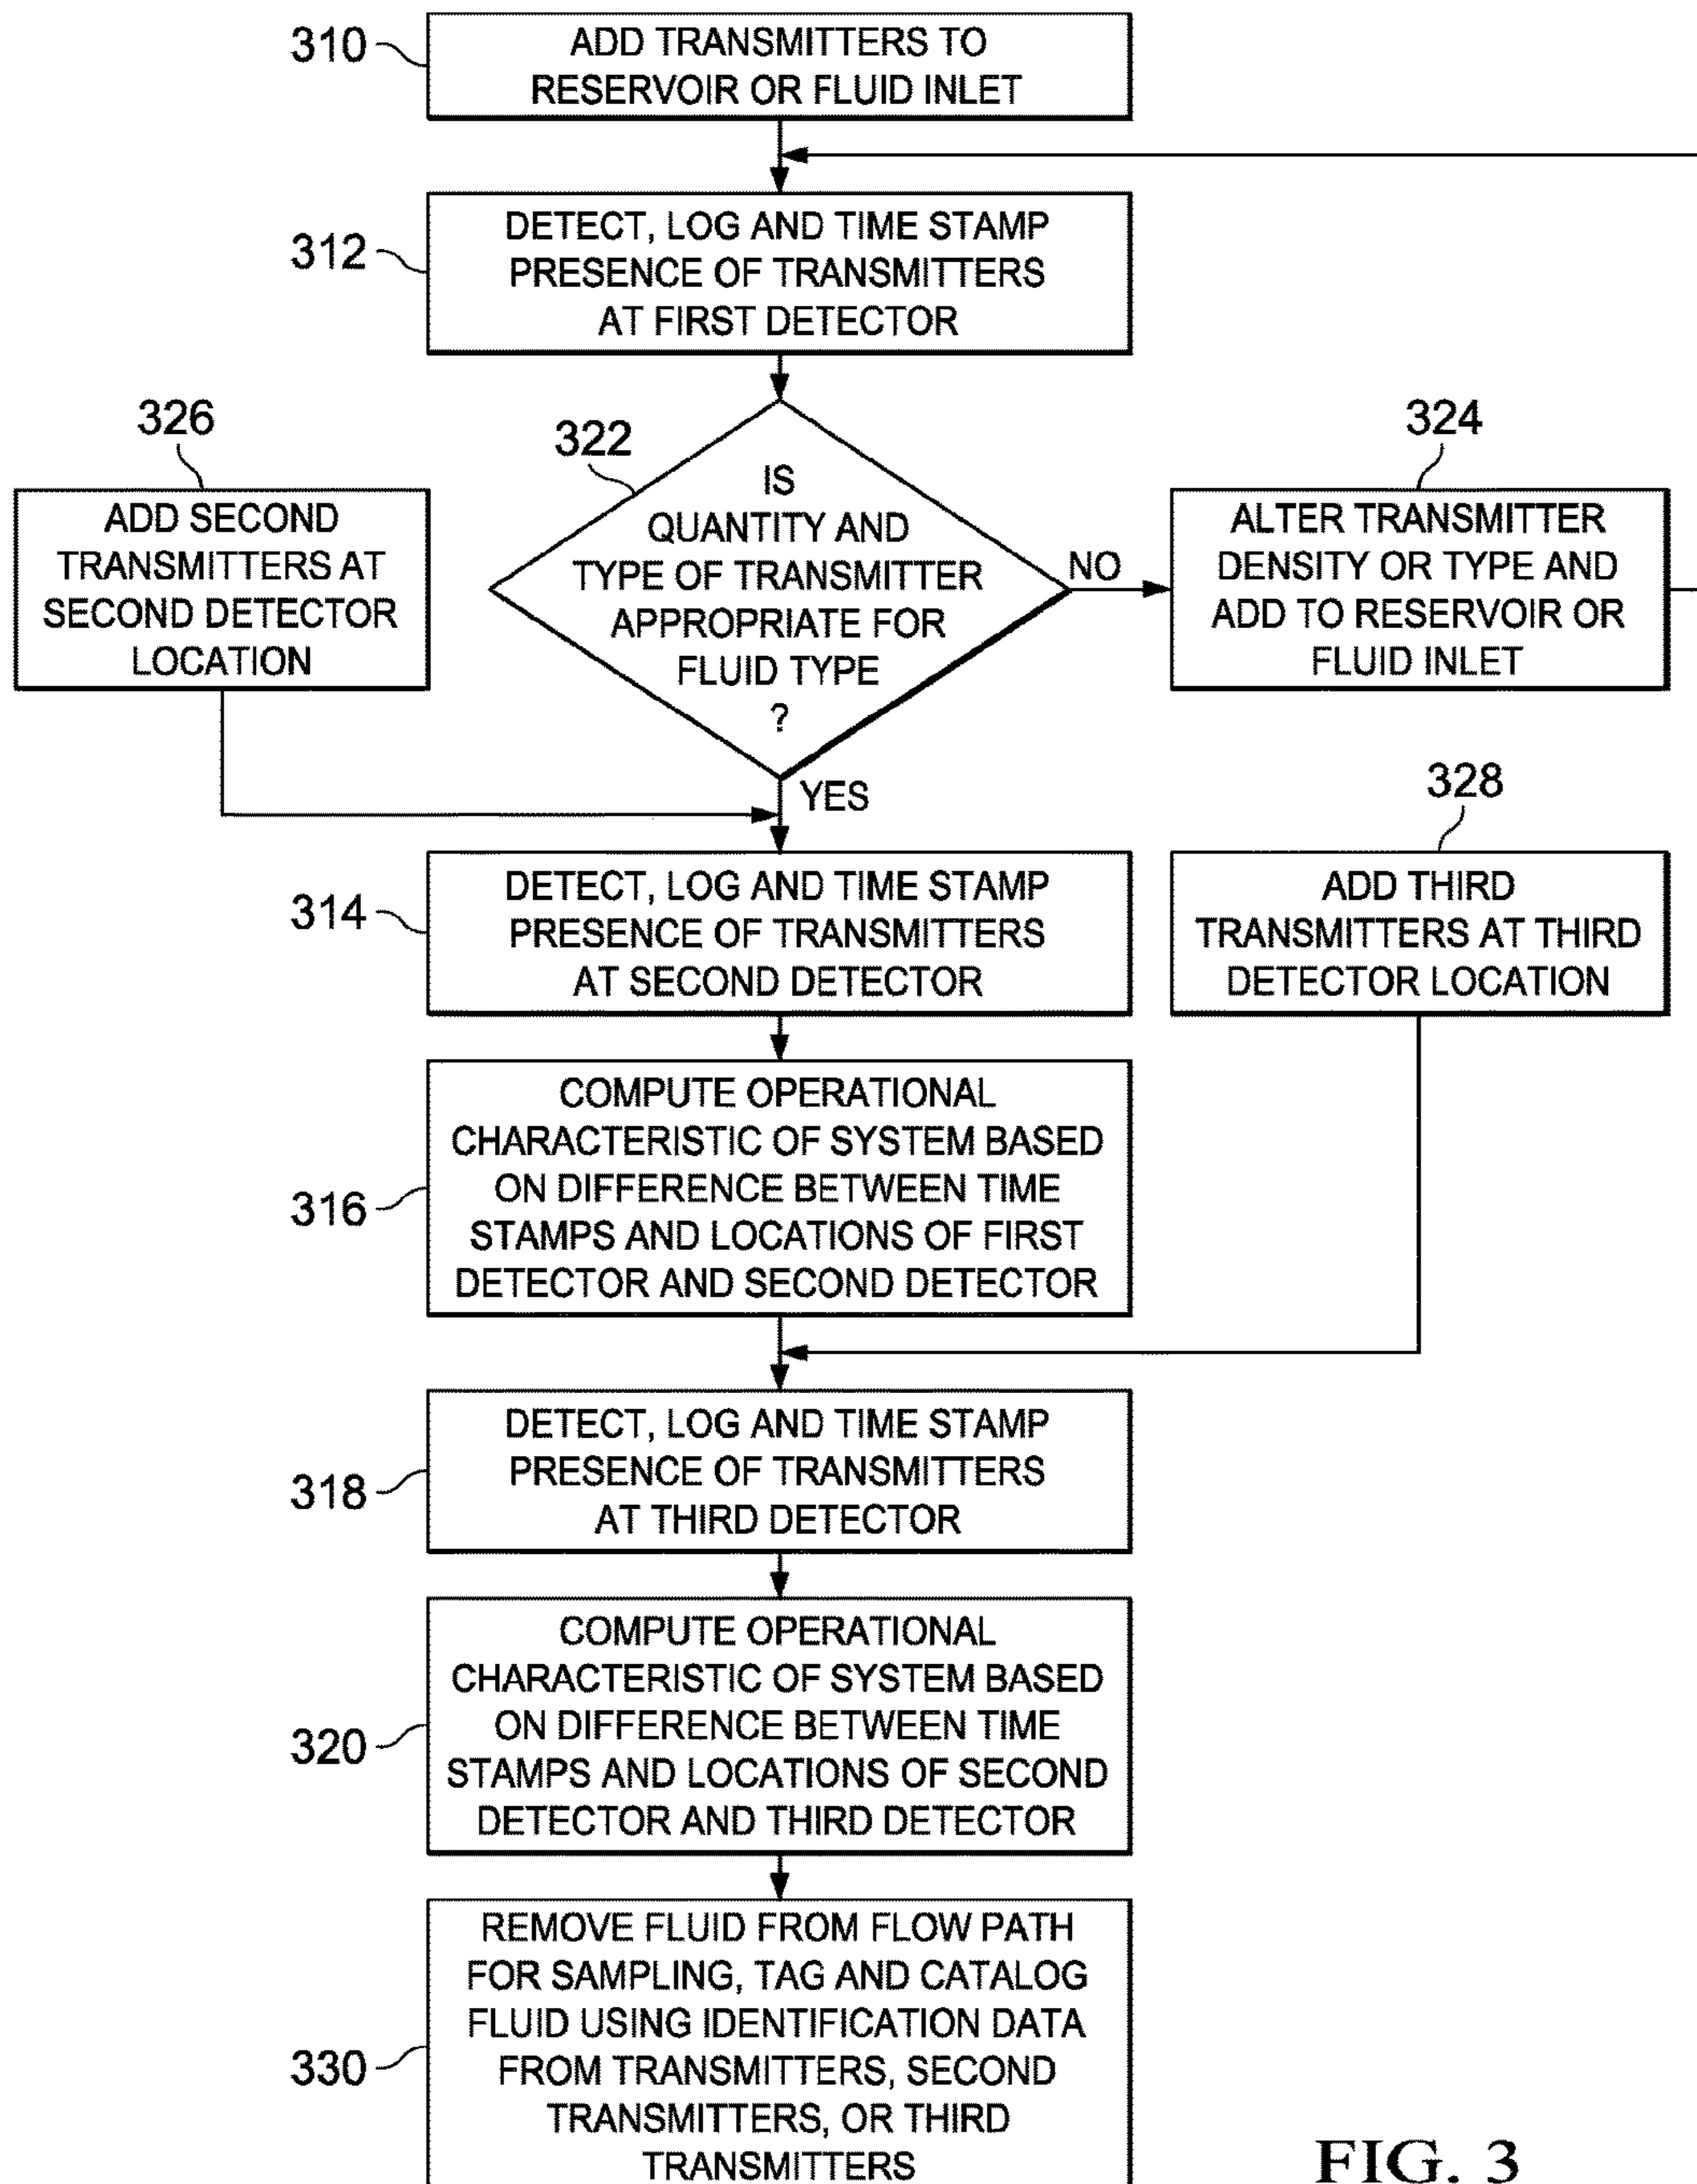 310
ADD TRANSMITTERS TO
RESERVOIR OR FLUID INLET
312
DETECT, LOG AND TIME STAMP
PRESENCE OF TRANSMITTERS
AT FIRST DETECTOR
326
ADD SECOND
TRANSMITTERS AT
SECOND DETECTOR
LOCATION
322
IS
QUANTITY AND
TYPE OF TRANSMITTER
APPROPRIATE FOR
FLUID TYPE
?
NO
324
ALTER TRANSMITTER
DENSITY OR TYPE AND
ADD TO RESERVOIR OR
FLUID INLET
YES
314
DETECT, LOG AND TIME STAMP
PRESENCE OF TRANSMITTERS
AT SECOND DETECTOR
328
ADD THIRD
TRANSMITTERS AT THIRD
DETECTOR LOCATION
316
COMPUTE OPERATIONAL
CHARACTERISTIC OF SYSTEM BASED
ON DIFFERENCE BETWEEN TIME
STAMPS AND LOCATIONS OF FIRST
DETECTOR AND SECOND DETECTOR
318
DETECT, LOG AND TIME STAMP
PRESENCE OF TRANSMITTERS
AT THIRD DETECTOR
320
COMPUTE OPERATIONAL
CHARACTERISTIC OF SYSTEM BASED
ON DIFFERENCE BETWEEN TIME
STAMPS AND LOCATIONS OF SECOND
DETECTOR AND THIRD DETECTOR
330
REMOVE FLUID FROM FLOW PATH
FOR SAMPLING, TAG AND CATALOG
FLUID USING IDENTIFICATION DATA
FROM TRANSMITTERS, SECOND
TRANSMITTERS, OR THIRD
TRANSMITTERS
FIG. 3